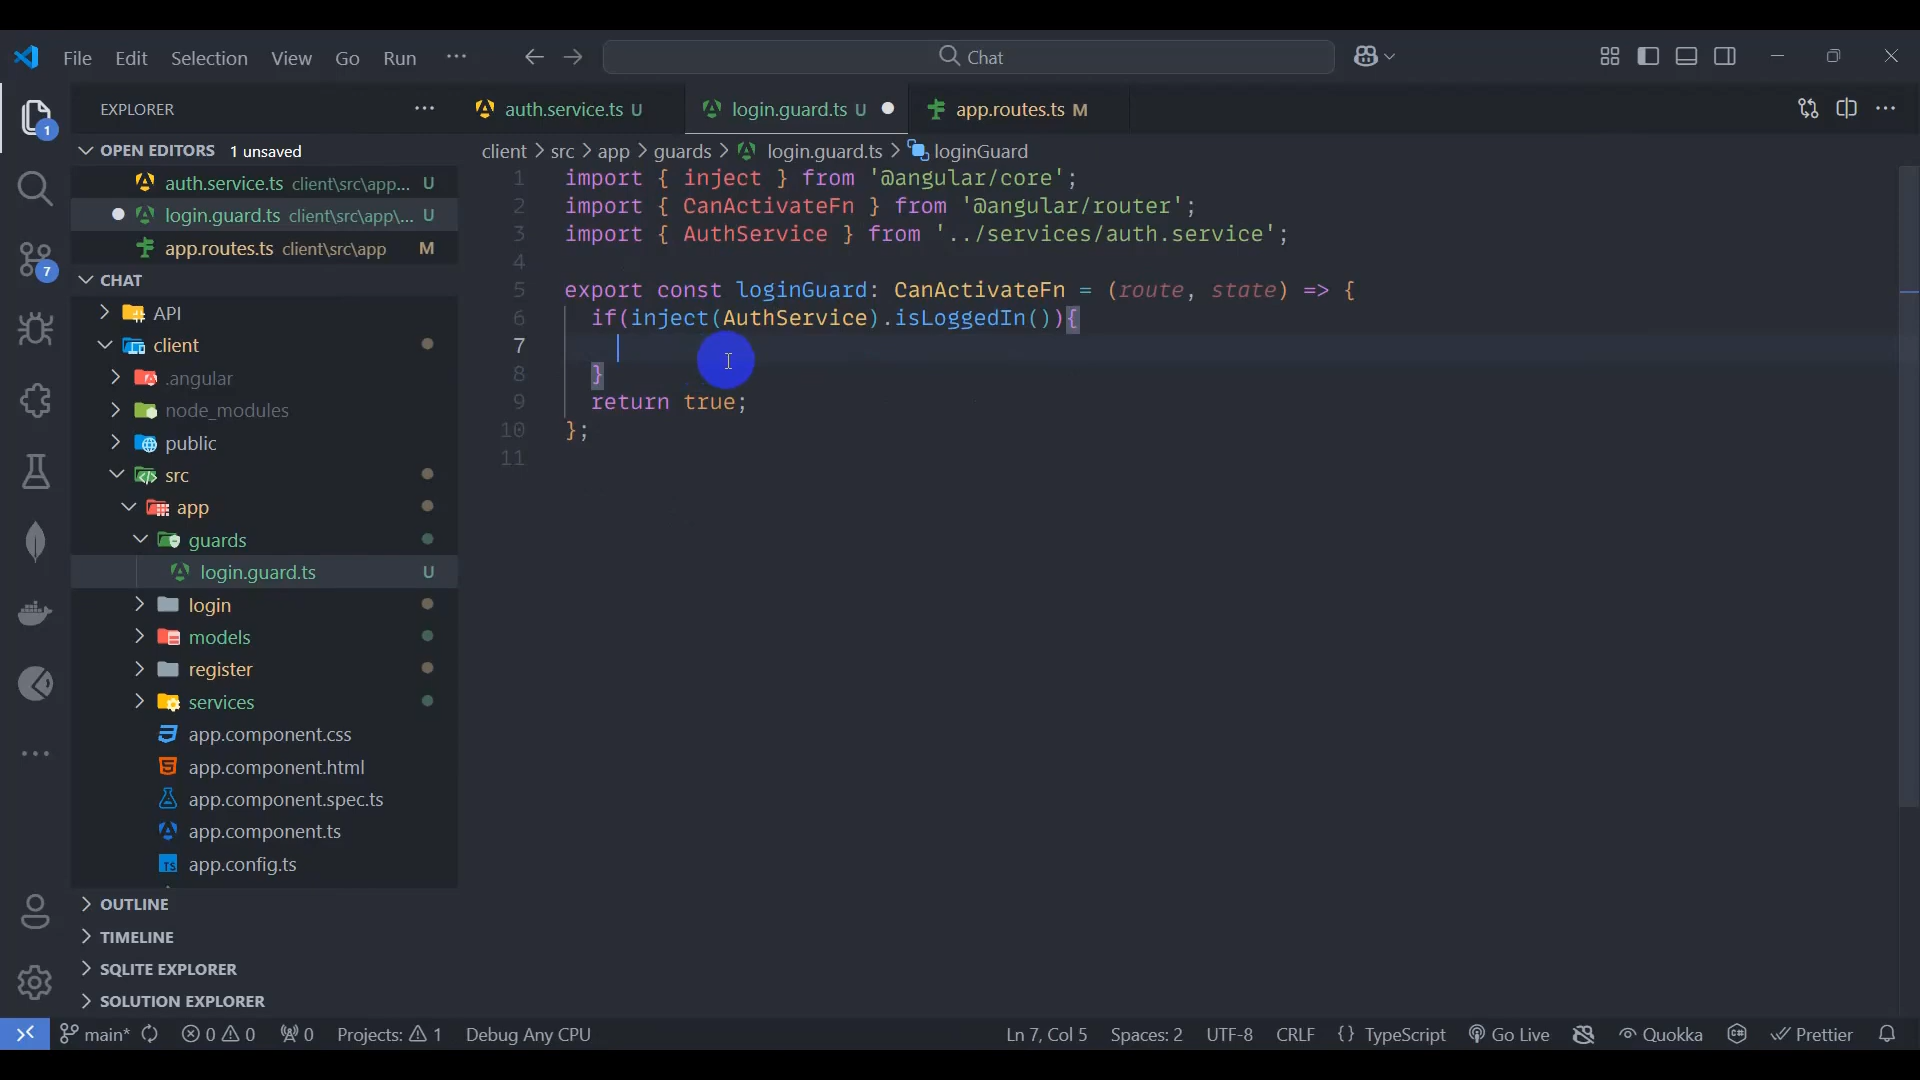 File Edit Selection View Go Run ··· Chat
EXPLORER ···
auth.service.ts U login.guard.ts U app.routes.ts M
OPEN EDITORS 1 unsaved
auth.service.ts client\src\app... U
login.guard.ts client\src\app\... U
app.routes.ts client\src\app M
CHAT
API
client
.angular
node_modules
public
src
app
guards
login.guard.ts U
login
models
register
services
app.component.css
app.component.html
app.component.spec.ts
app.component.ts
app.config.ts
OUTLINE
TIMELINE
SQLITE EXPLORER
SOLUTION EXPLORER
1
7
client > src > app > guards > login.guard.ts > loginGuard
1 import { inject } from '@angular/core';
2 import { CanActivateFn } from '@angular/router';
3 import { AuthService } from '../services/auth.service';
4
5 export const loginGuard: CanActivateFn = (route, state) => {
6 if(inject(AuthService).isLoggedIn()){
7
8 }
9 return true;
10 };
11
main* 0 0 0 Projects: 1 Debug Any CPU Ln 7, Col 5 Spaces: 2 UTF-8 CRLF {} TypeScript Go Live Quokka Prettier